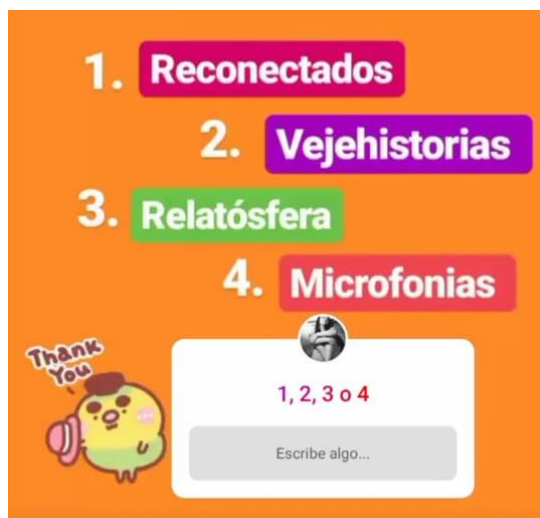 1. Reconectados
2. Vejehistorias
3. Relatósfera
4. Microfonias
Thank
You
1, 2, 3 o 4
Escribe algo...